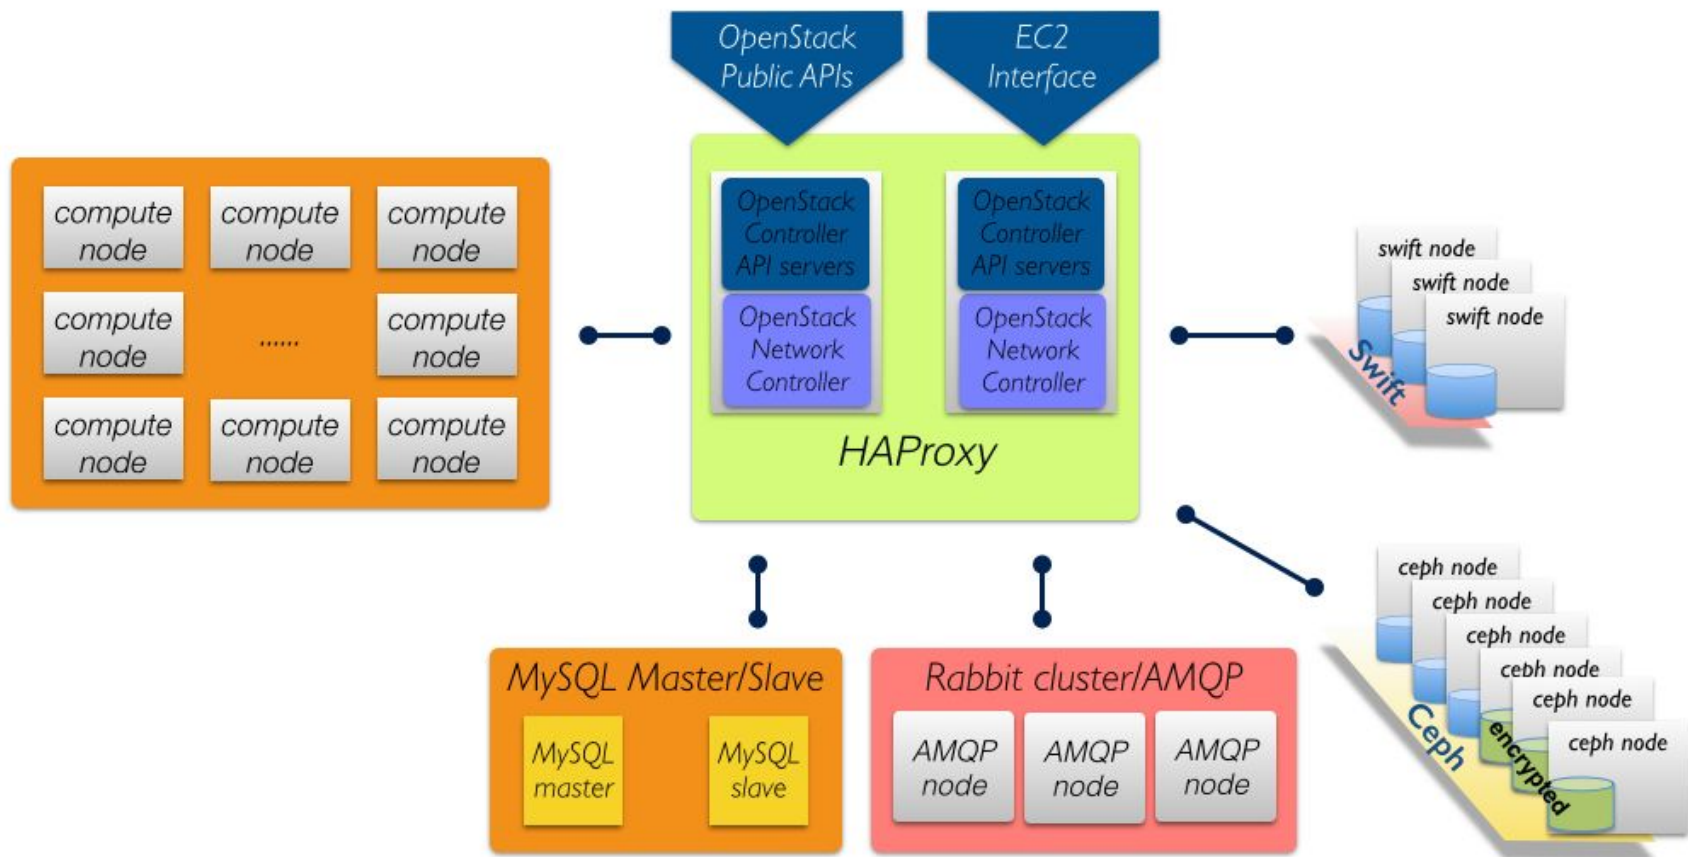 OpenStack
Public APIs
EC2
Interface
compute
node
compute
node
compute
node
compute
node
......
compute
node
compute
node
compute
node
compute
node
OpenStack
Controller
API servers
OpenStack
Network
Controller
OpenStack
Controller
API servers
OpenStack
Network
Controller
HAProxy
swift node
swift node
swift node
Swift
MySQL Master/Slave
MySQL
master
MySQL
slave
Rabbit cluster/AMQP
AMQP
node
AMQP
node
AMQP
node
ceph node
ceph node
ceph node
ceph node
ceph node
ceph node
Ceph
encrypted